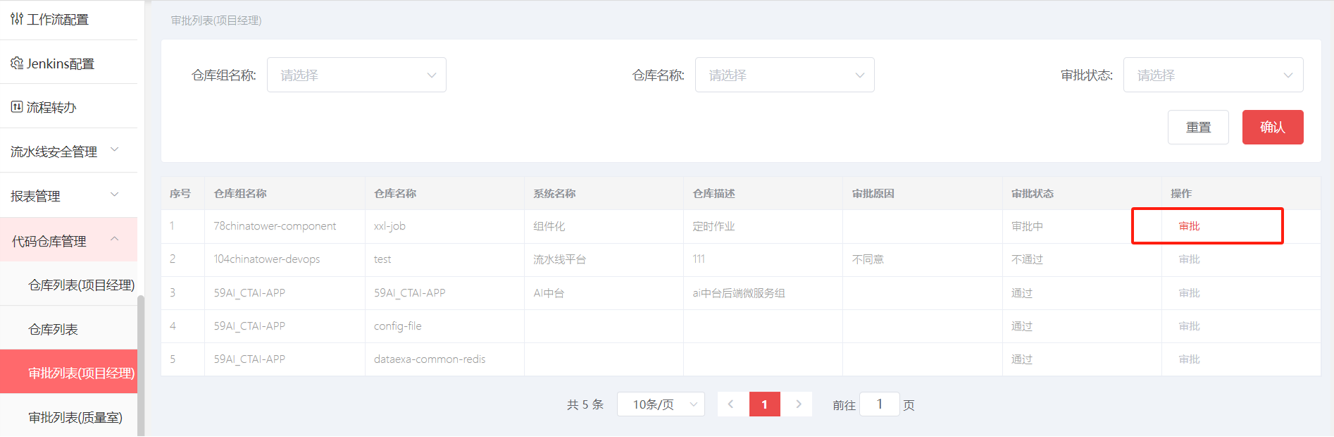 工作流配置
Jenkins配置
流程转办
流水线安全管理
报表管理
代码仓库管理
仓库列表(项目经理)
仓库列表
审批列表(项目经理)
审批列表(质量室)
审批列表(项目经理)
仓库组名称: 请选择 仓库名称: 请选择 审批状态: 请选择
重置 确认
序号 仓库组名称 仓库名称 系统名称 仓库描述 审批原因 审批状态 操作
1 78chinatower-component xxl-job 组件化 定时作业 审批中 审批
2 104chinatower-devops test 流水线平台 111 不同意 不通过 审批
3 59AI_CTAI-APP 59AI_CTAI-APP AI中台 ai中台后端微服务组 通过 审批
4 59AI_CTAI-APP config-file 通过 审批
5 59AI_CTAI-APP dataexa-common-redis 通过 审批
共 5 条 10条/页 1 前往 1 页